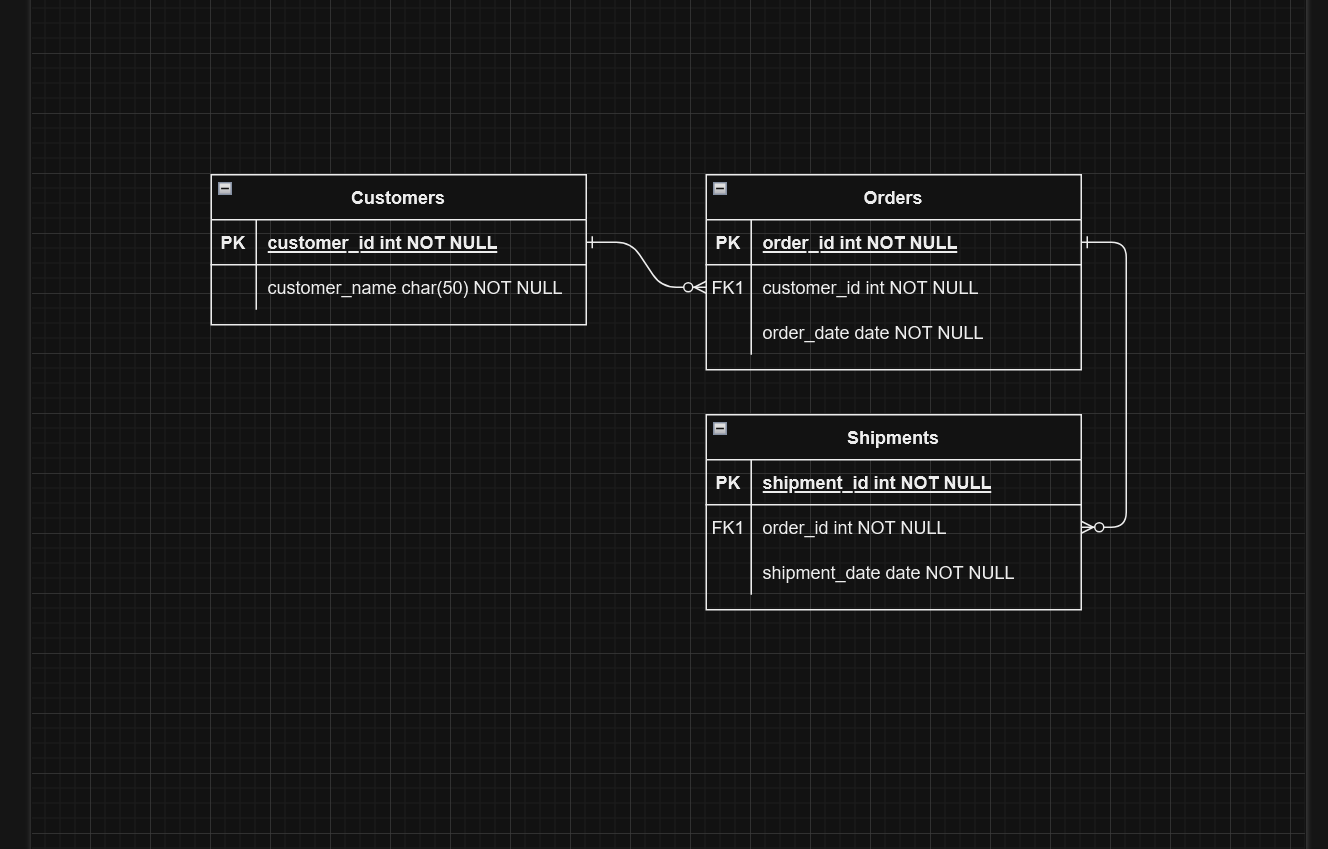 Customers
PK customer_id int NOT NULL
customer_name char(50) NOT NULL
Orders
PK order_id int NOT NULL
FK1 customer_id int NOT NULL
order_date date NOT NULL
Shipments
PK shipment_id int NOT NULL
FK1 order_id int NOT NULL
shipment_date date NOT NULL